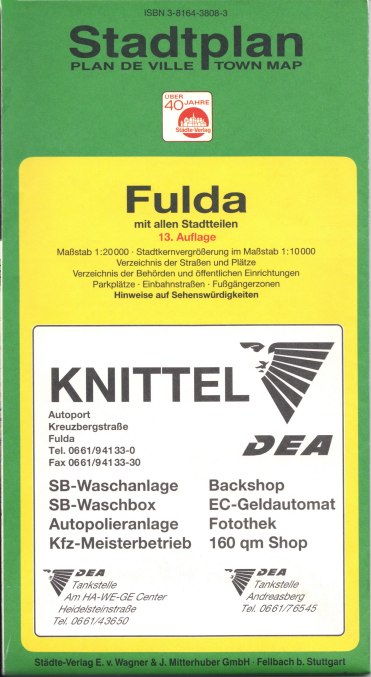 ISBN 3-8164-3808-3
Stadtplan
PLAN DE VILLE TOWN MAP
ÜBER
40 JAHRE
Städte-Verlag
Fulda
mit allen Stadtteilen
13. Auflage
Maßstab 1:20 000 · Stadtkernvergrößerung im Maßstab 1:10 000
Verzeichnis der Straßen und Plätze
Verzeichnis der Behörden und öffentlichen Einrichtungen
Parkplätze · Einbahnstraßen · Fußgängerzonen
Hinweise auf Sehenswürdigkeiten
KNITTEL
DEA
Autoport
Kreuzbergstraße
Fulda
Tel. 0661/94133-0
Fax 0661/94133-30
SB-Waschanlage
SB-Waschbox
Autopolieranlage
Kfz-Meisterbetrieb
Backshop
EC-Geldautomat
Fotothek
160 qm Shop
DEA
Tankstelle
Am HA-WE-GE Center
Heidelsteinstraße
Tel. 0661/43650
DEA
Tankstelle
Andreasberg
Tel. 0661/76545
Städte-Verlag E. v. Wagner & J. Mitterhuber GmbH · Fellbach b. Stuttgart